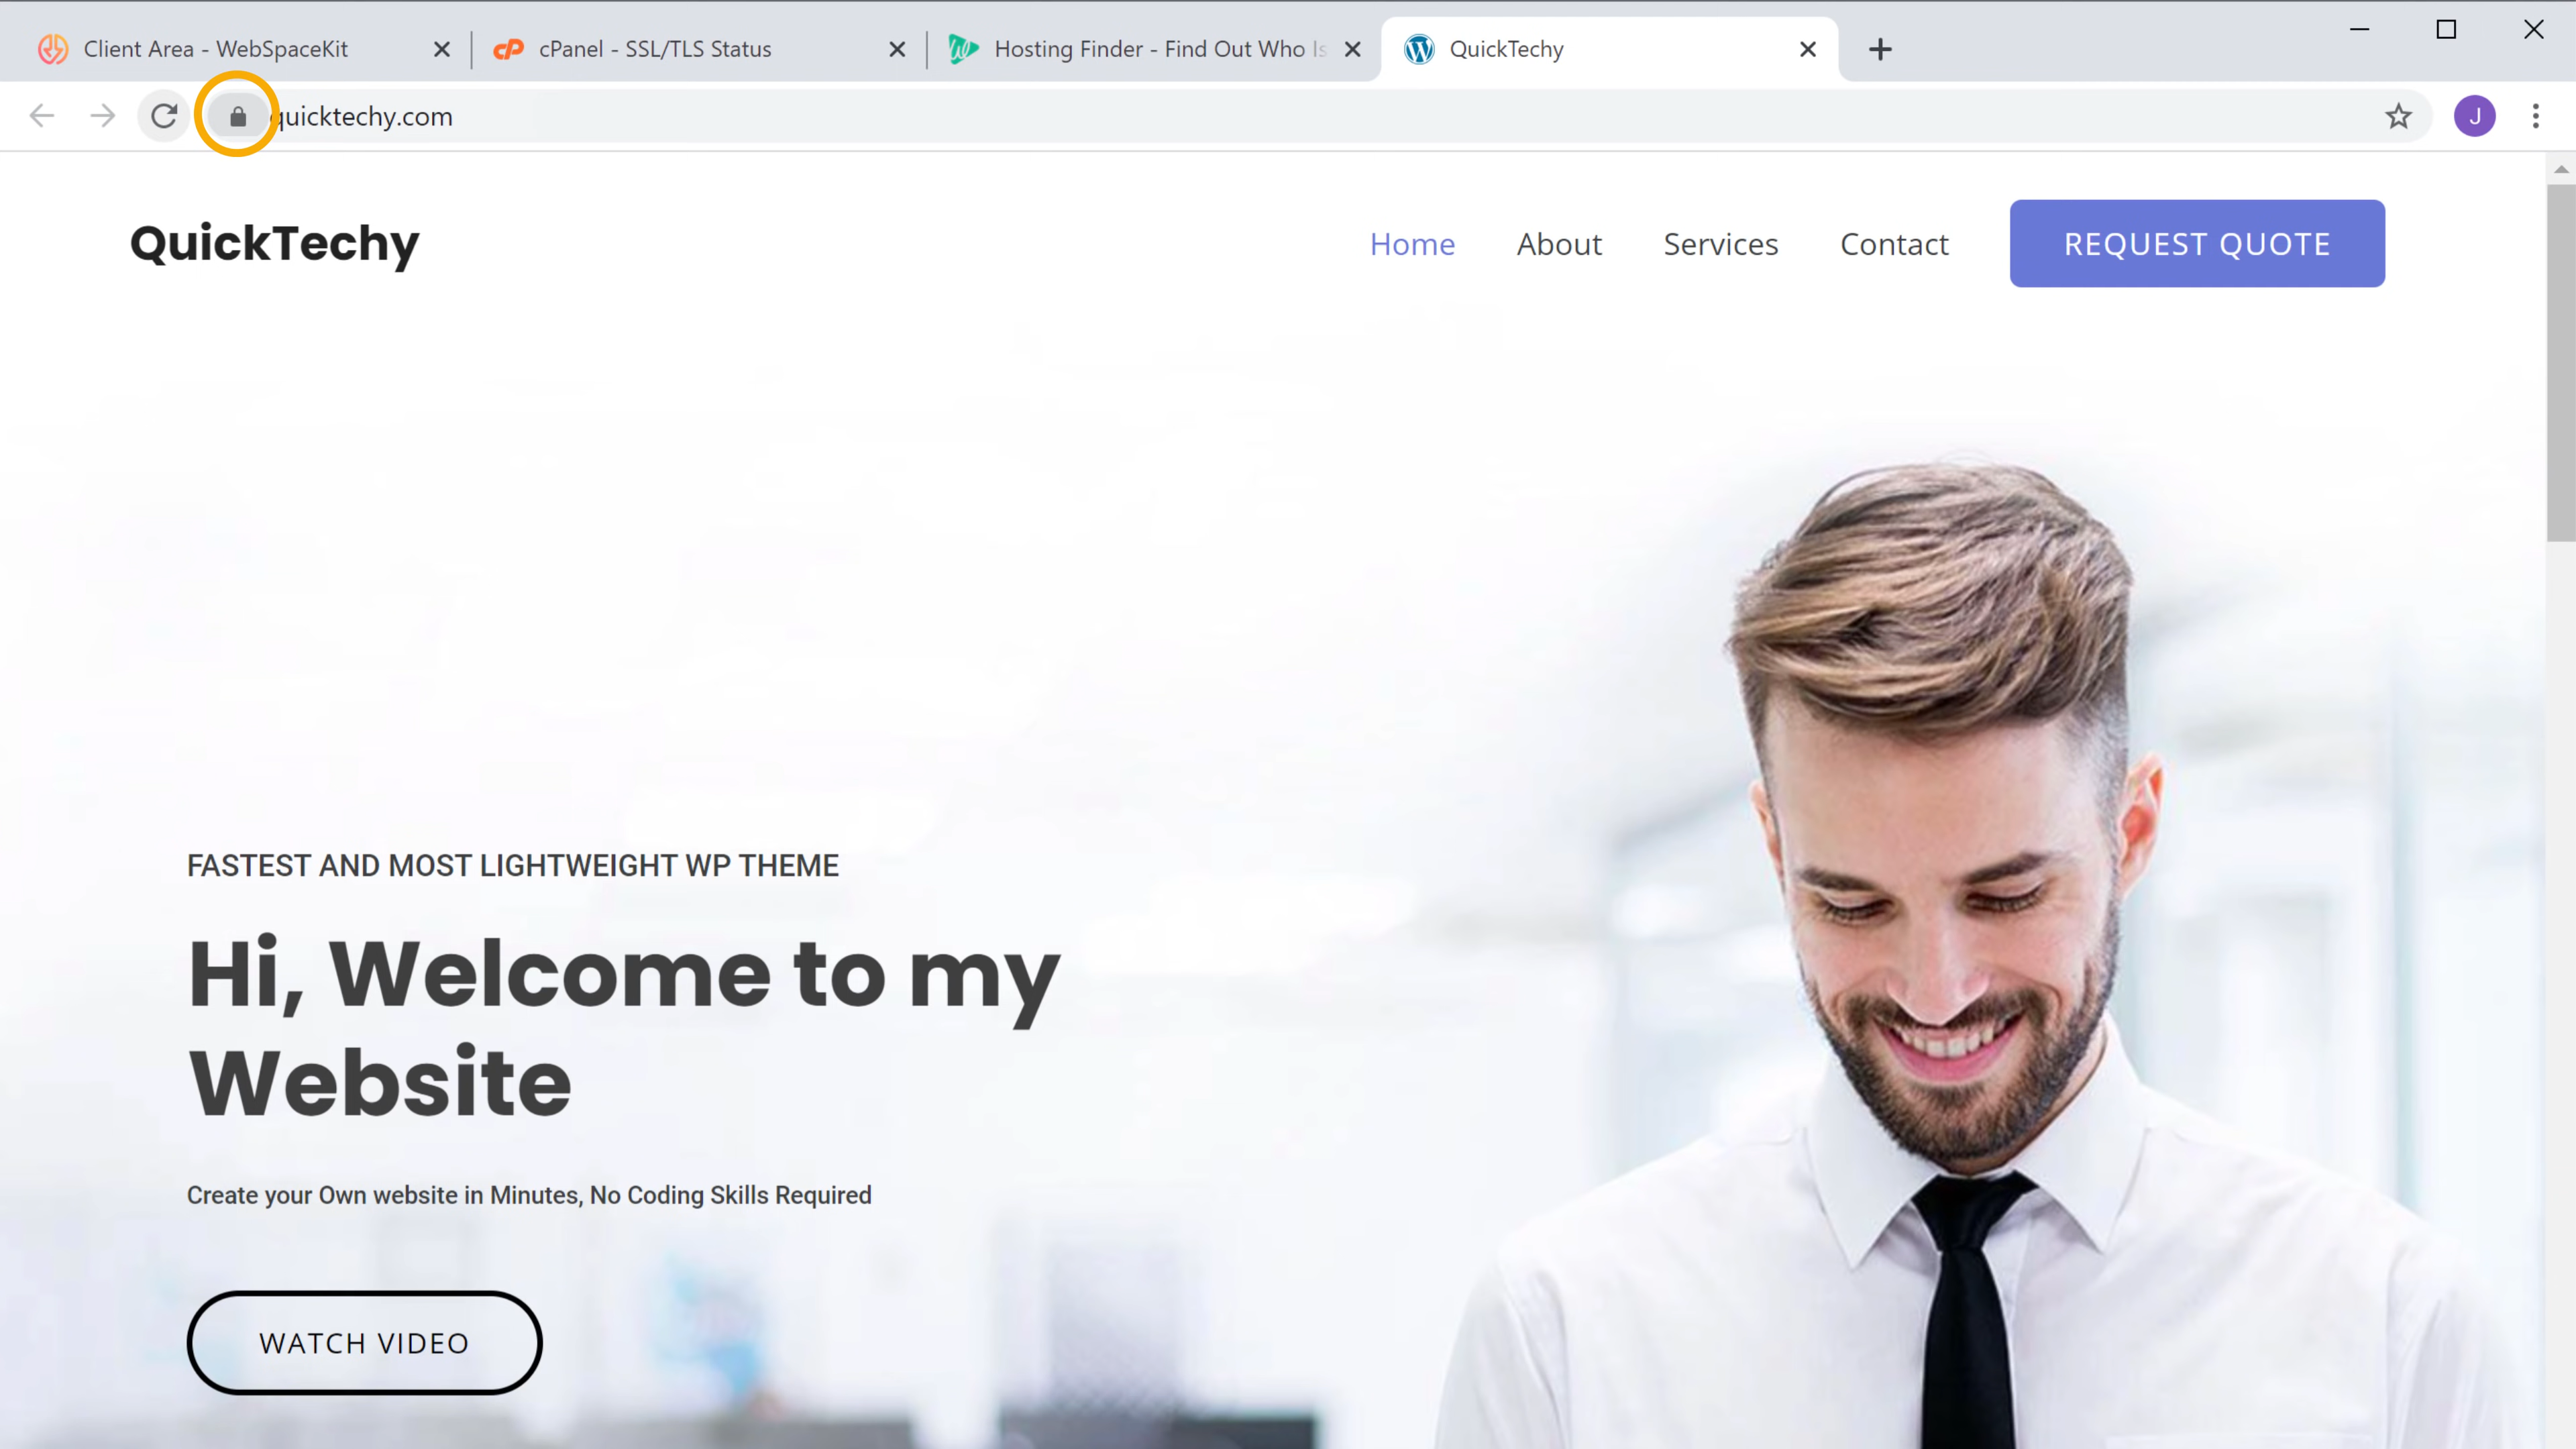 Client Area - WebSpaceKit
cPanel - SSL/TLS Status
Hosting Finder - Find Out Who Is
QuickTechy
quicktechy.com
J
QuickTechy
Home
About
Services
Contact
REQUEST QUOTE
FASTEST AND MOST LIGHTWEIGHT WP THEME
Hi, Welcome to my
Website
Create your Own website in Minutes, No Coding Skills Required
WATCH VIDEO